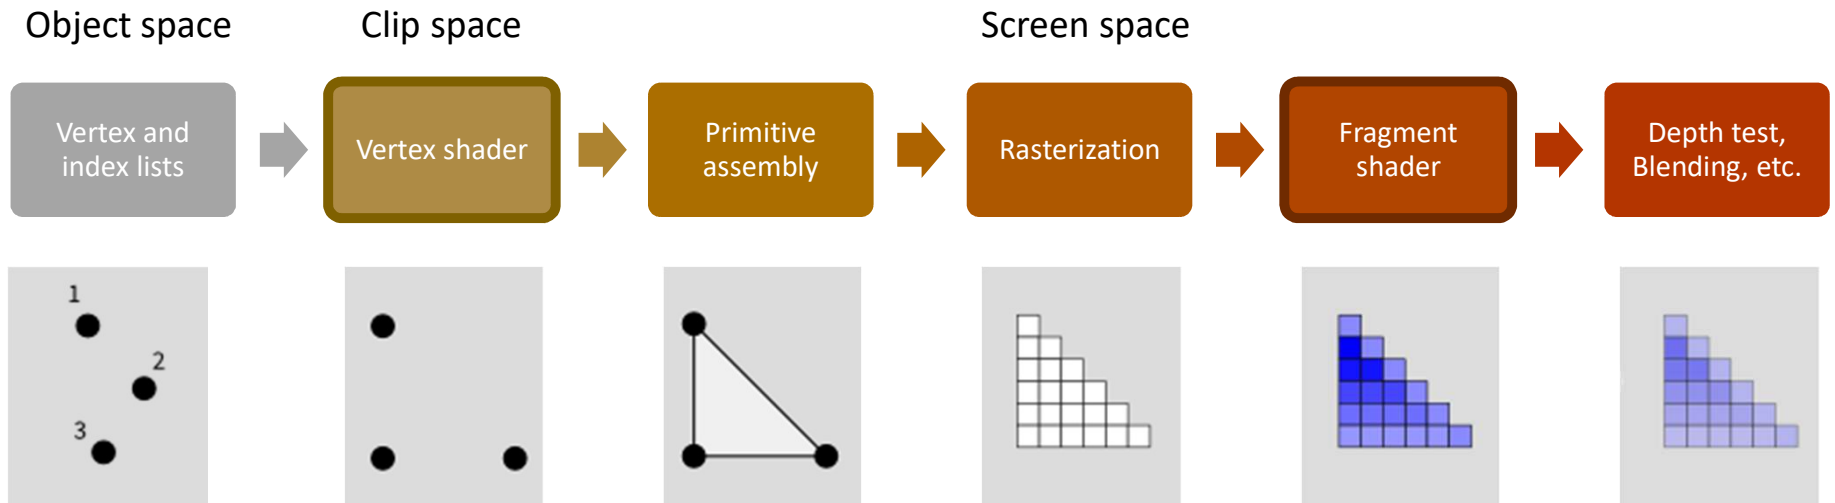 Object space
Clip space
Screen space
Vertex and
index lists
Vertex shader
Primitive
assembly
Rasterization
Fragment
shader
Depth test,
Blending, etc.
1
2
3